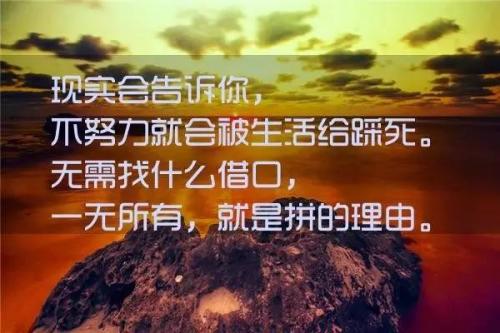 现实会告诉你，
不努力就会被生活给踩死。
无需找什么借口，
一无所有，就是拼的理由。